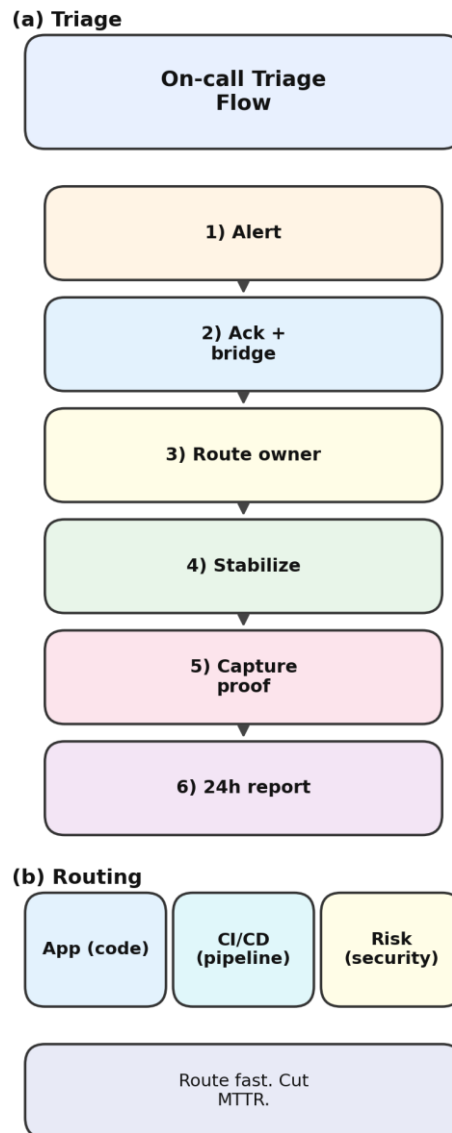 (a) Triage
On-call Triage
Flow
1) Alert
2) Ack +
bridge
3) Route owner
4) Stabilize
5) Capture
proof
6) 24h report
(b) Routing
App (code)
CI/CD
(pipeline)
Risk
(security)
Route fast. Cut
MTTR.